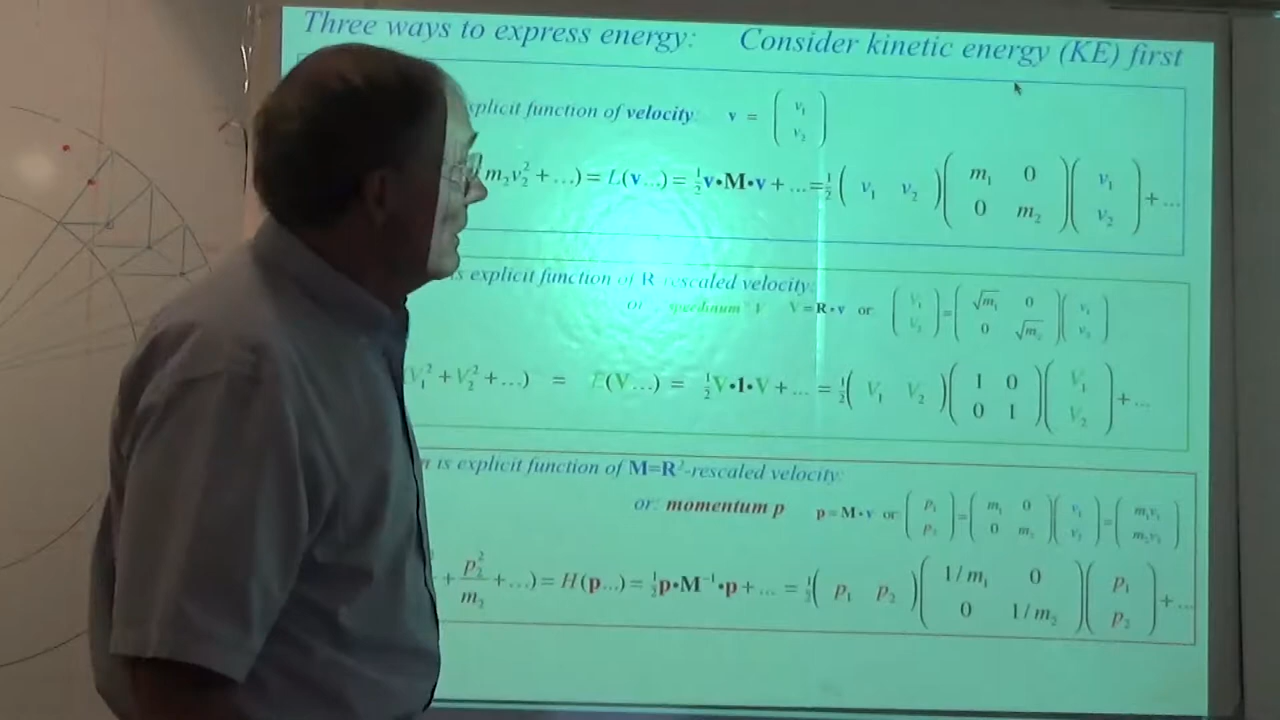 Three ways to express energy: Consider kinetic energy (KE) first
explicit function of velocity: v = ( v₁ v₂ )
m₂v₂² + ...) = L(v...) = ½v•M•v + ... = ½( v₁ v₂ )( m₁ 0 0 m₂ )( v₁ v₂ ) + ...
is explicit function of R-rescaled velocity:
or: "speedinum" V V = R•v or: ( V₁ V₂ ) = ( √m₁ 0 0 √m₂ )( v₁ v₂ )
(V₁² + V₂² + ...) = E(V...) = ½V•1•V + ... = ½( V₁ V₂ )( 1 0 0 1 )( V₁ V₂ ) + ...
is explicit function of M=R²-rescaled velocity:
or: momentum p p = M•v or: ( p₁ p₂ ) = ( m₁ 0 0 m₂ )( v₁ v₂ ) = ( m₁v₁ m₂v₂ )
+ p₂²/m₂ + ...) = H(p...) = ½p•M⁻¹•p + ... = ½( p₁ p₂ )( 1/m₁ 0 0 1/m₂ )( p₁ p₂ ) + ...